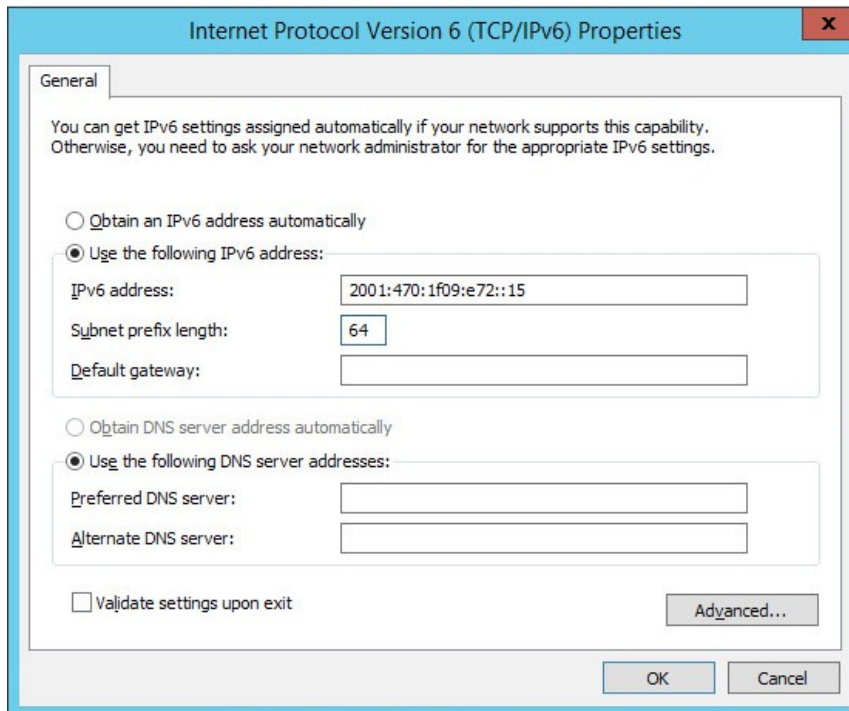 Internet Protocol Version 6 (TCP/IPv6) Properties
x
General
You can get IPv6 settings assigned automatically if your network supports this capability.
Otherwise, you need to ask your network administrator for the appropriate IPv6 settings.
Obtain an IPv6 address automatically
Use the following IPv6 address:
IPv6 address: 2001:470:1f09:e72::15
Subnet prefix length: 64
Default gateway:
Obtain DNS server address automatically
Use the following DNS server addresses:
Preferred DNS server:
Alternate DNS server:
Validate settings upon exit
Advanced...
OK Cancel